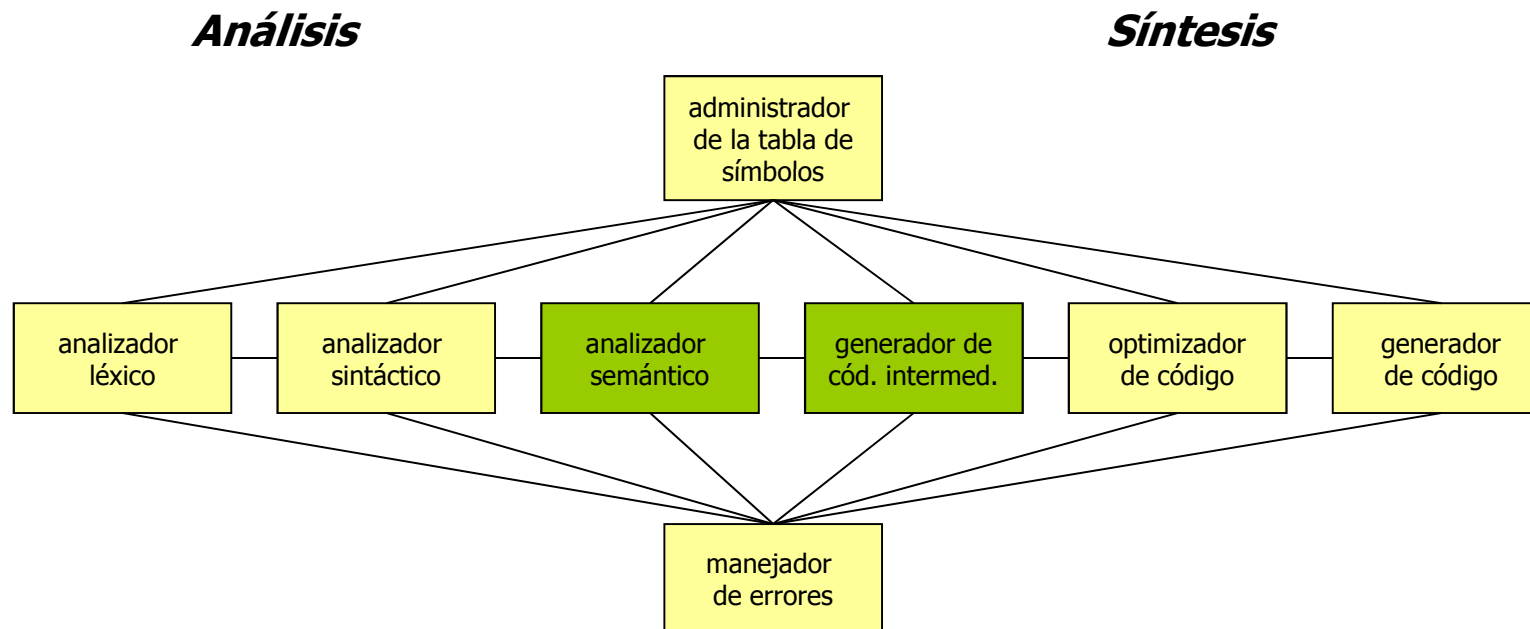 Análisis
Síntesis
administrador
de la tabla de
símbolos
analizador
léxico
analizador
sintáctico
analizador
semántico
generador de
cód. intermed.
optimizador
de código
generador
de código
manejador
de errores